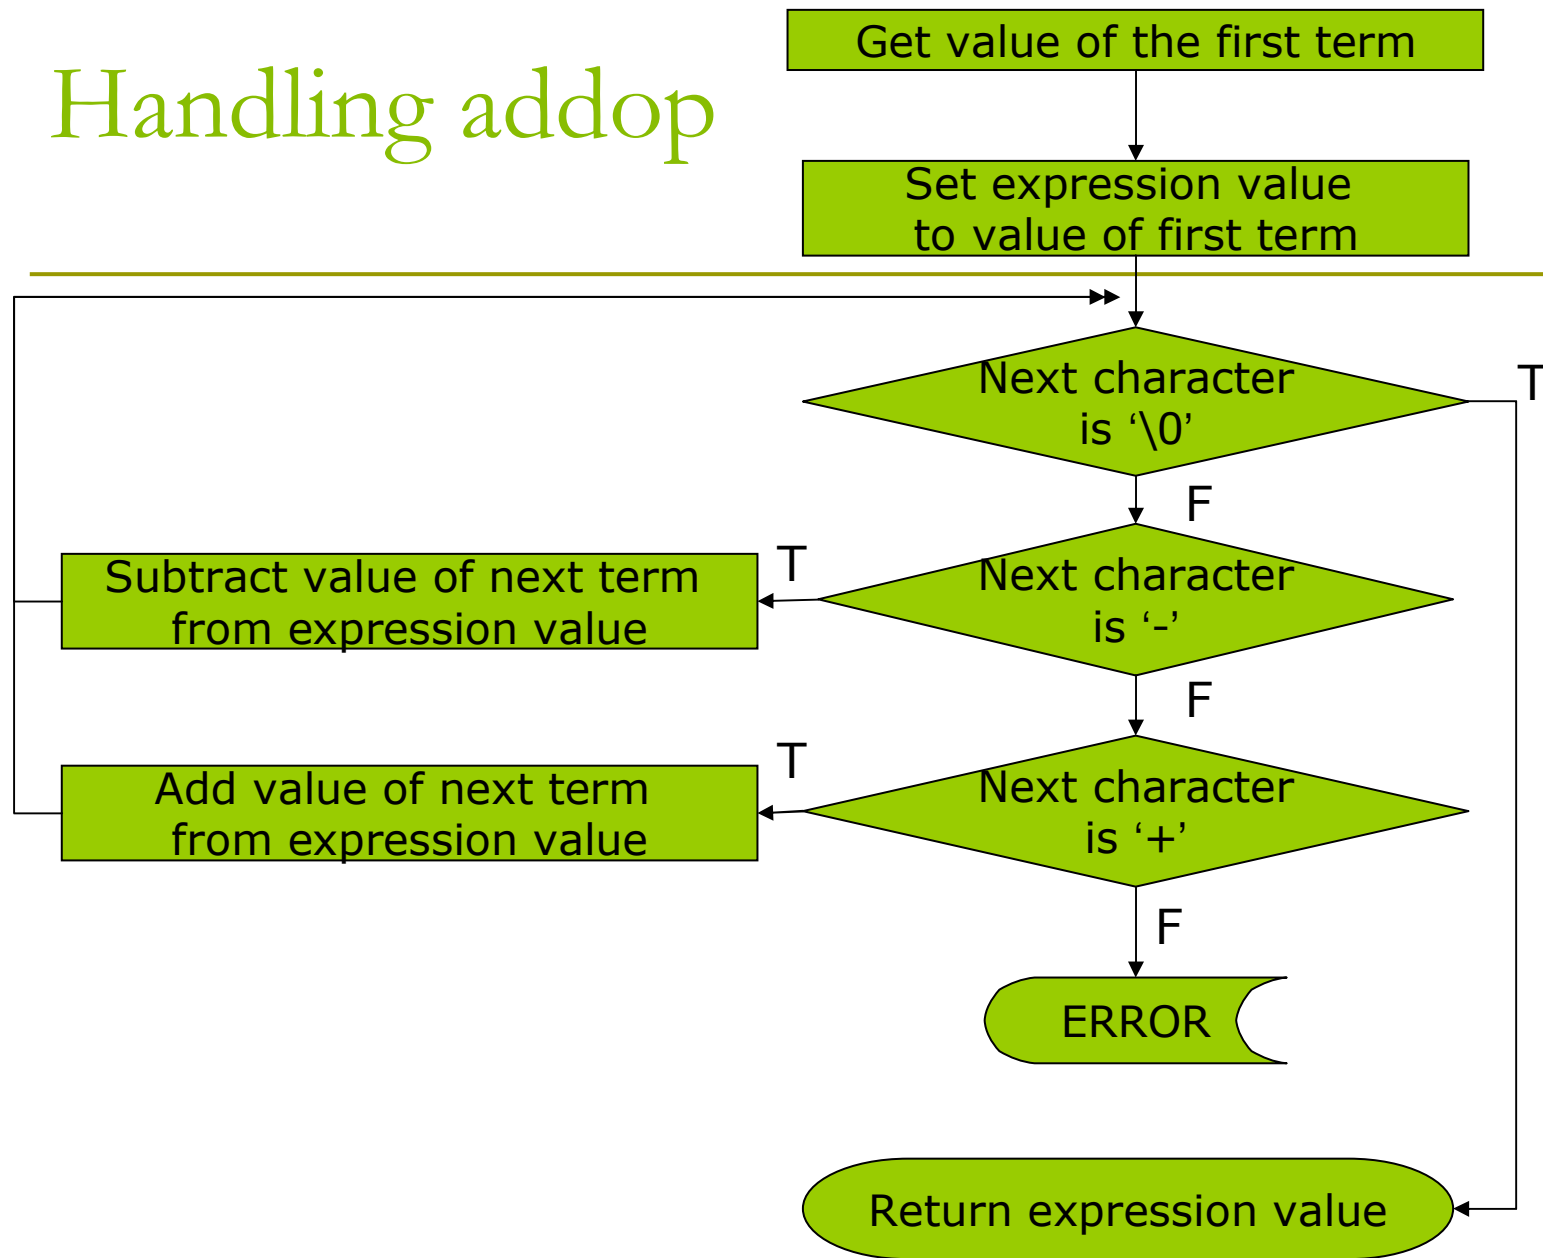 Handling addop
Get value of the first term
Set expression value
to value of first term
Next character
is ‘\0’
T
F
Next character
is ‘-’
T
Subtract value of next term
from expression value
F
Next character
is ‘+’
T
Add value of next term
from expression value
F
ERROR
Return expression value